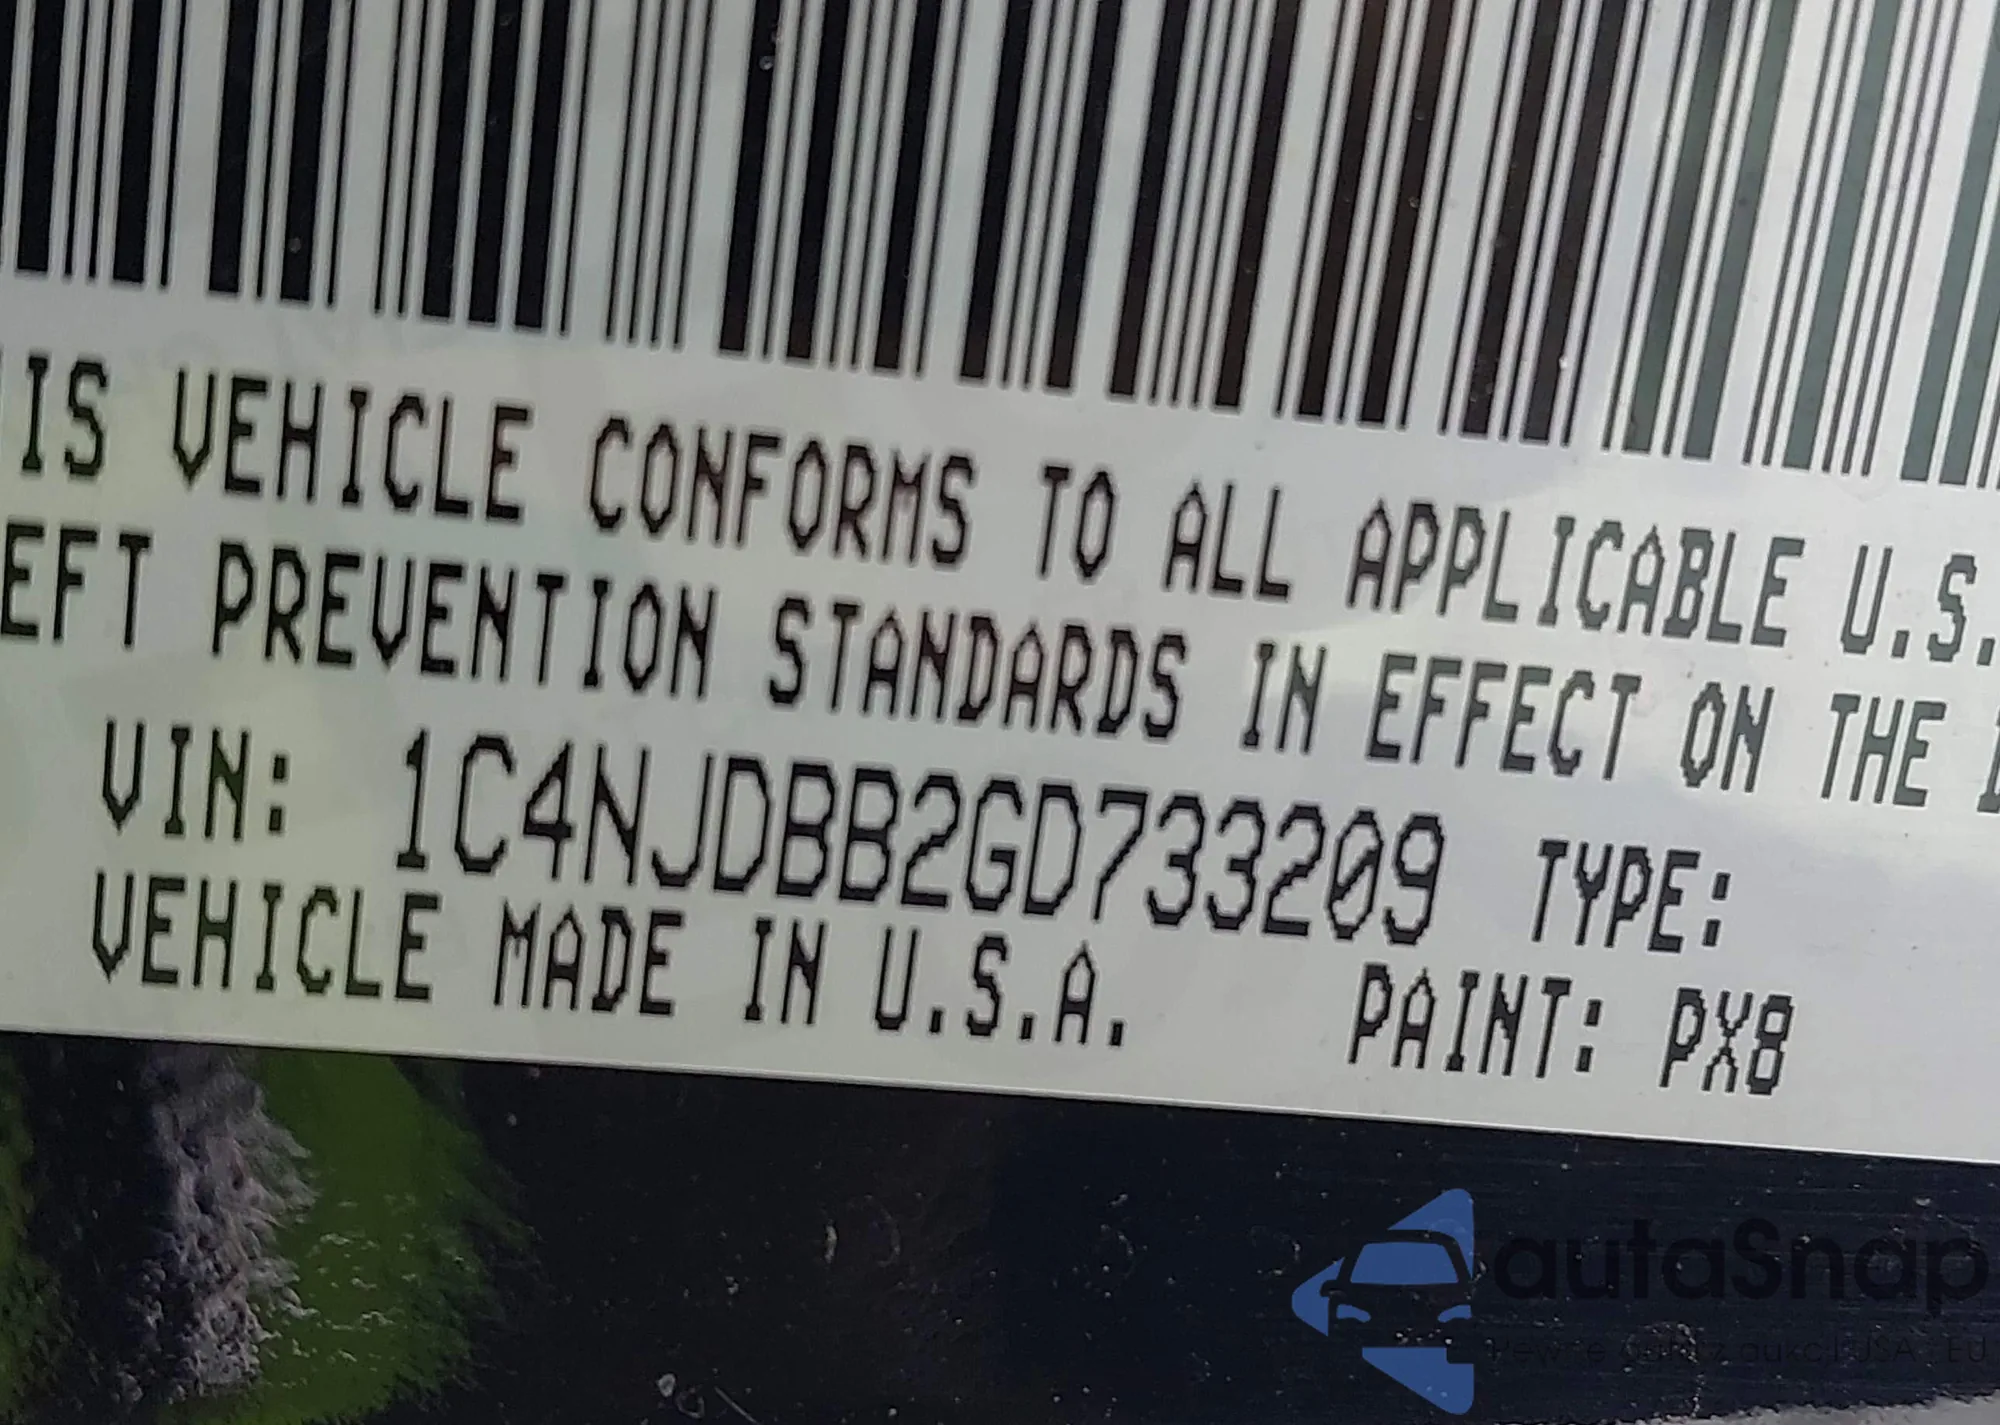 IS VEHICLE CONFORMS TO ALL APPLICABLE U.S.
EFT PREVENTION STANDARDS IN EFFECT ON THE
VIN: 1C4NJDBB2GD733209 TYPE:
VEHICLE MADE IN U.S.A. PAINT: PX8
autaSnap